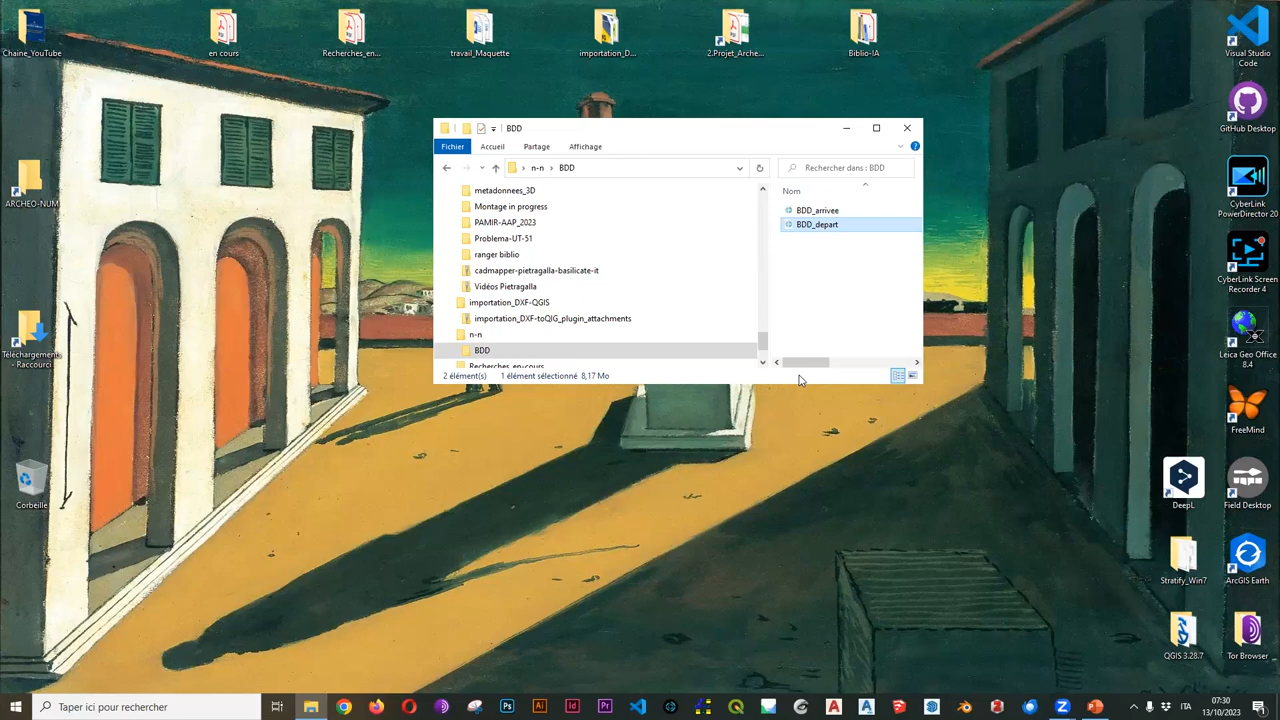 Chaine_YouTube
en cours
Recherches_en...
travail_Maquette
importation_D...
2.Projet_Arche...
Biblio-IA
Visual Studio
Code
GitHub Desktop
CyberLink
PowerDirector 20
CyberLink Screen
Recorder 4
Leica Geo Office
8.4
FreeMind
DeepL
Field Desktop
Stratify_Win7
ArcGIS Earth
QGIS 3.28.7
Tor Browser
ARCHEO-NUM
Téléchargements
- Raccourci
Corbeille
BDD
Fichier
Accueil
Partage
Affichage
n-n
BDD
Rechercher dans : BDD
metadonnees_3D
Montage in progress
PAMIR-AAP_2023
Problema-UT-51
ranger biblio
cadmapper-pietragalla-basilicate-it
Vidéos Pietragalla
importation_DXF-QGIS
importation_DXF-toQIG_plugin_attachments
n-n
BDD
Recherches_en-cours
Nom
BDD_arrivee
BDD_depart
2 élément(s)
1 élément sélectionné 8,17 Mo
Taper ici pour rechercher
ITA
07:30
13/10/2023